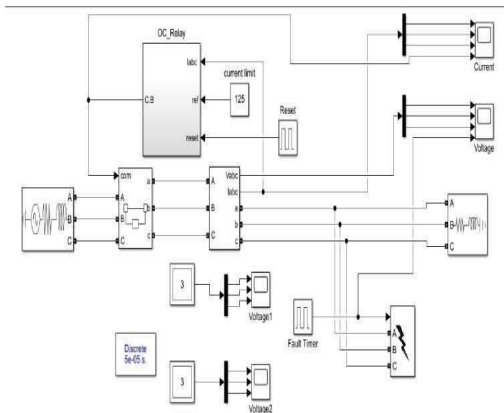 OC_Relay
Iabc
C.B
ref
reset
current limit
125
Reset
Current
Voltage
com
A
B
C
A
B
C
a
b
c
A
B
C
Vabc
Iabc
a
b
c
A
B
C
3
Voltage1
Fault Timer
A
B
C
Discrete
5e-05 s.
3
Voltage2